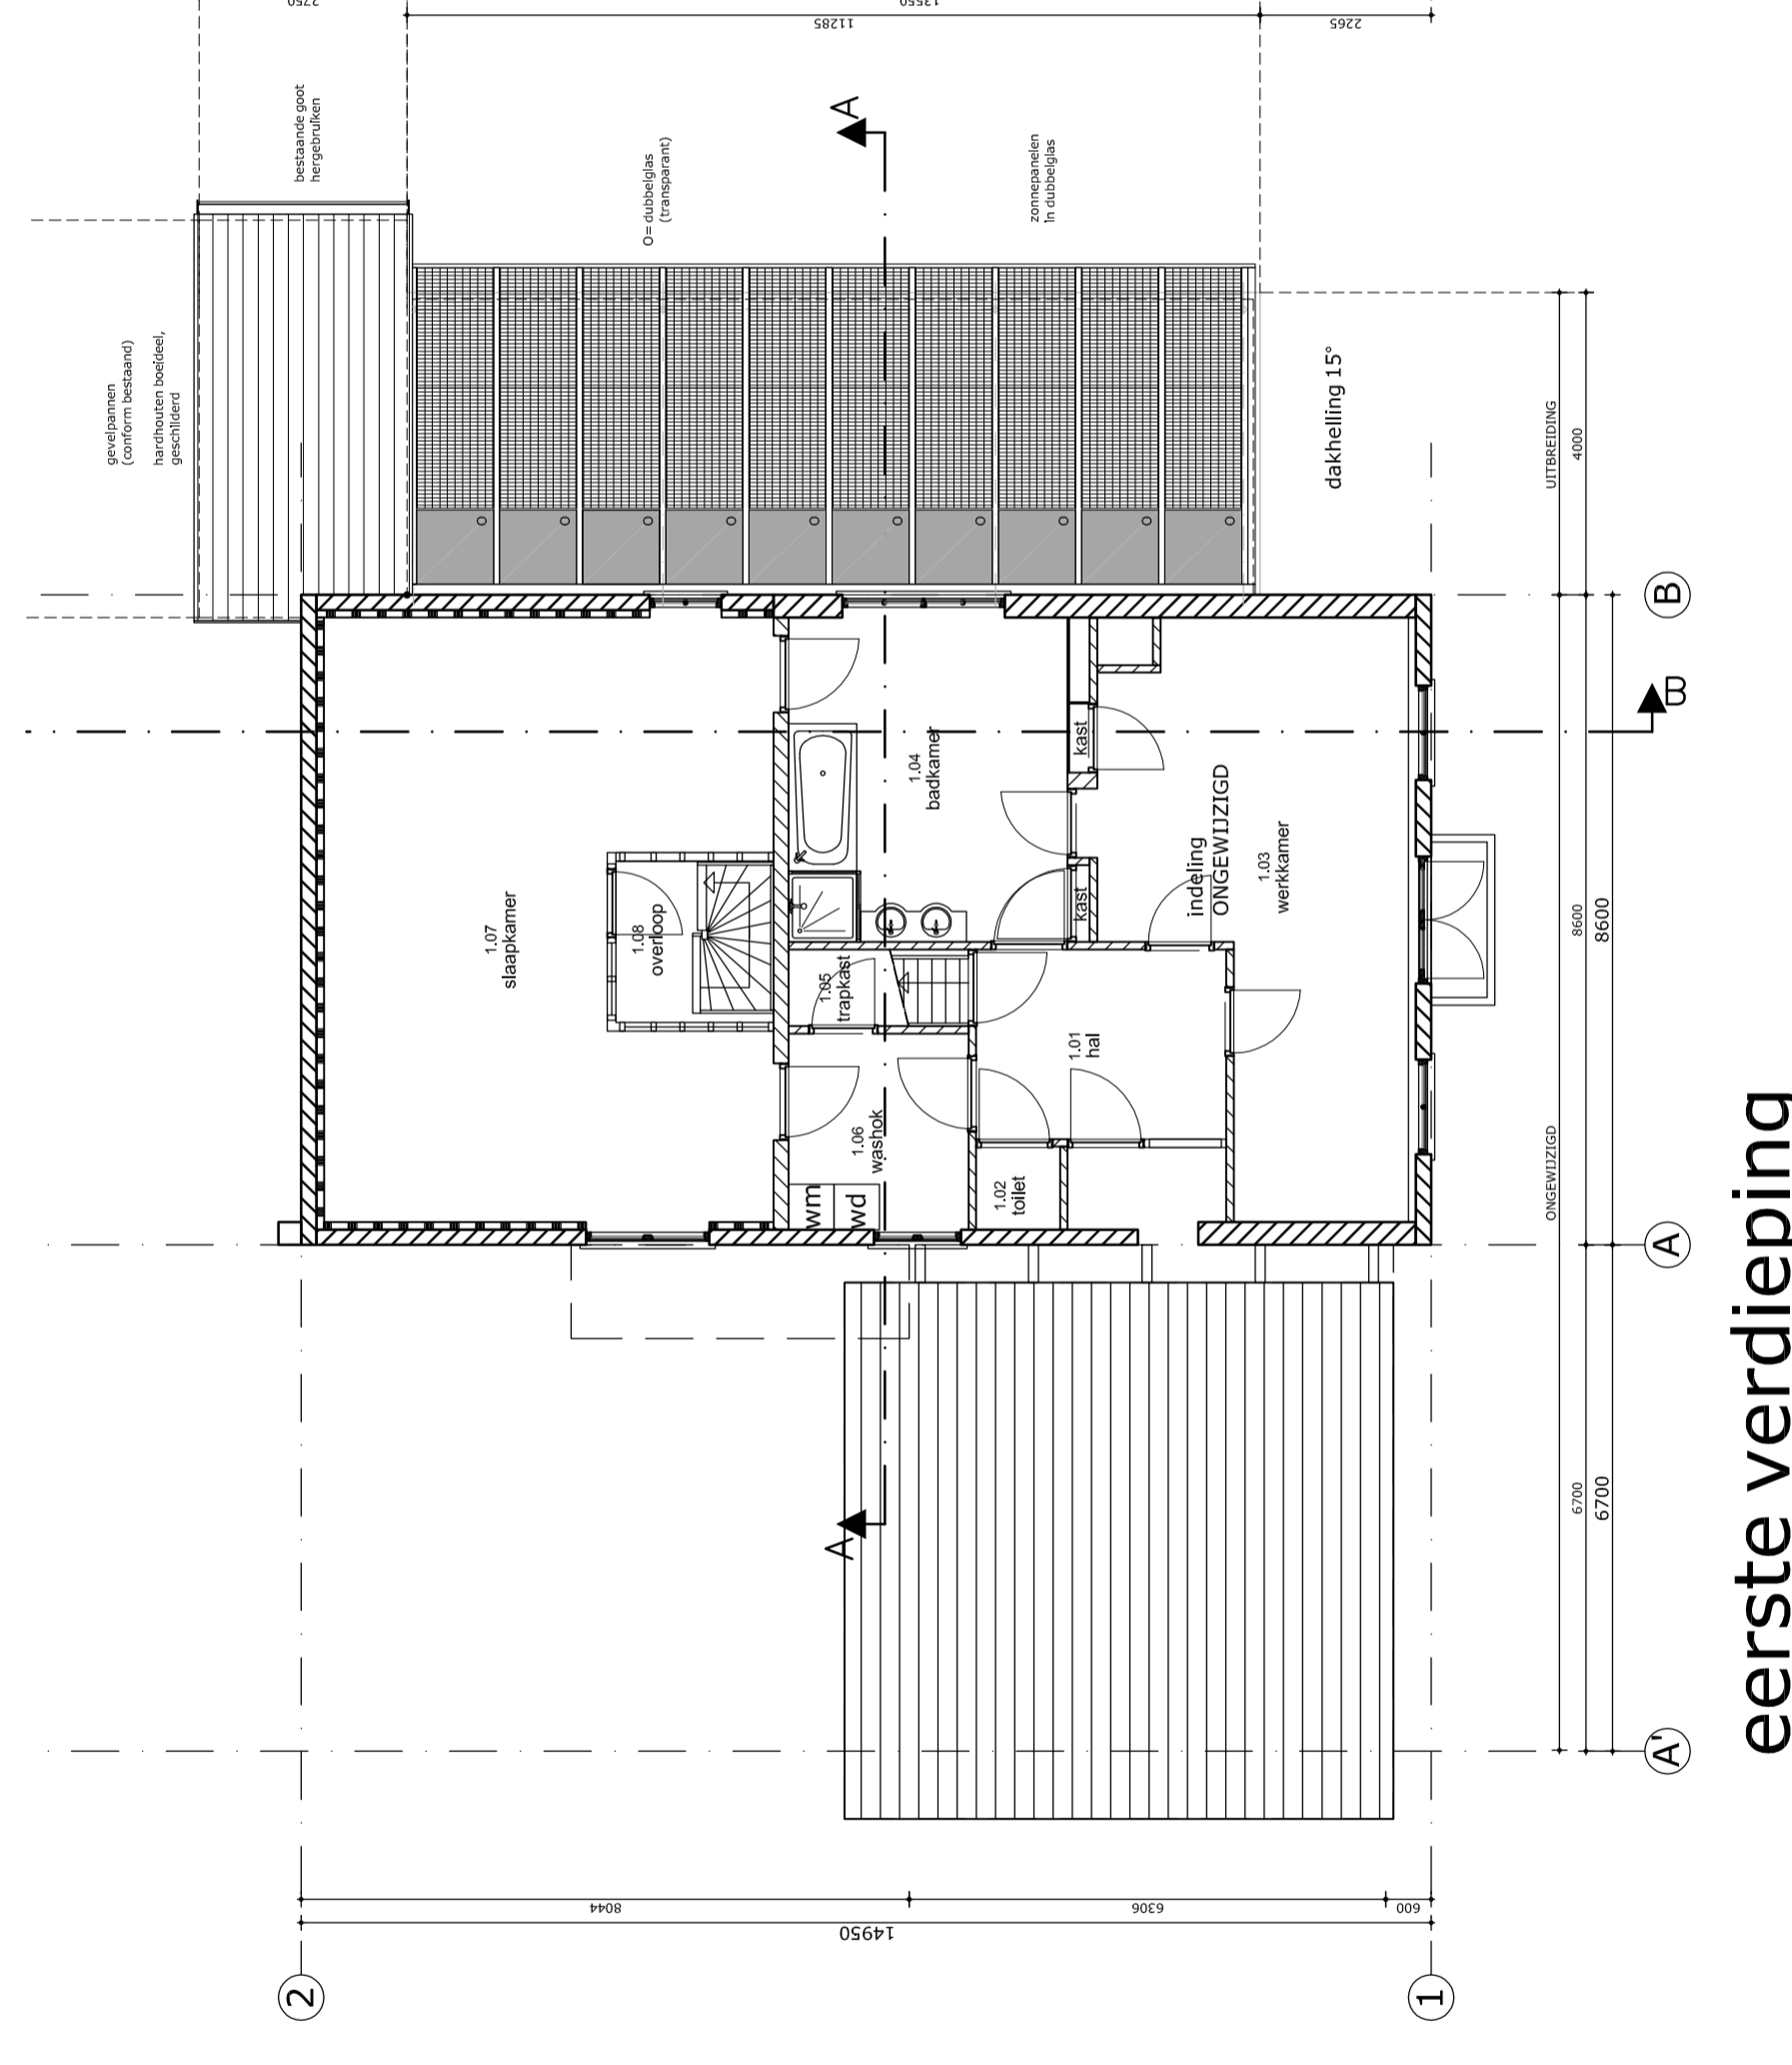 2750
13550
11285
2265
bestaande goot
hergebruiken
O= dubbelglas
(transparant)
zonnepanelen
in dubbelglas
A
gevelpannen
(conform bestaand)
hardhouten boeideel,
geschilderd
dakhelling 15°
UITBREIDING
4000
B
B
1.07
slaapkamer
1.08
overloop
1.04
badkamer
kast
kast
indeling
ONGEWIJZIGD
1.03
werkkamer
1.05
trapkast
1.01
hal
1.06
washok
wm
wd
1.02
toilet
8600
8600
ONGEWIJZIGD
A
A
6700
6700
A'
8044
6306
600
14950
2
1
eerste verdieping